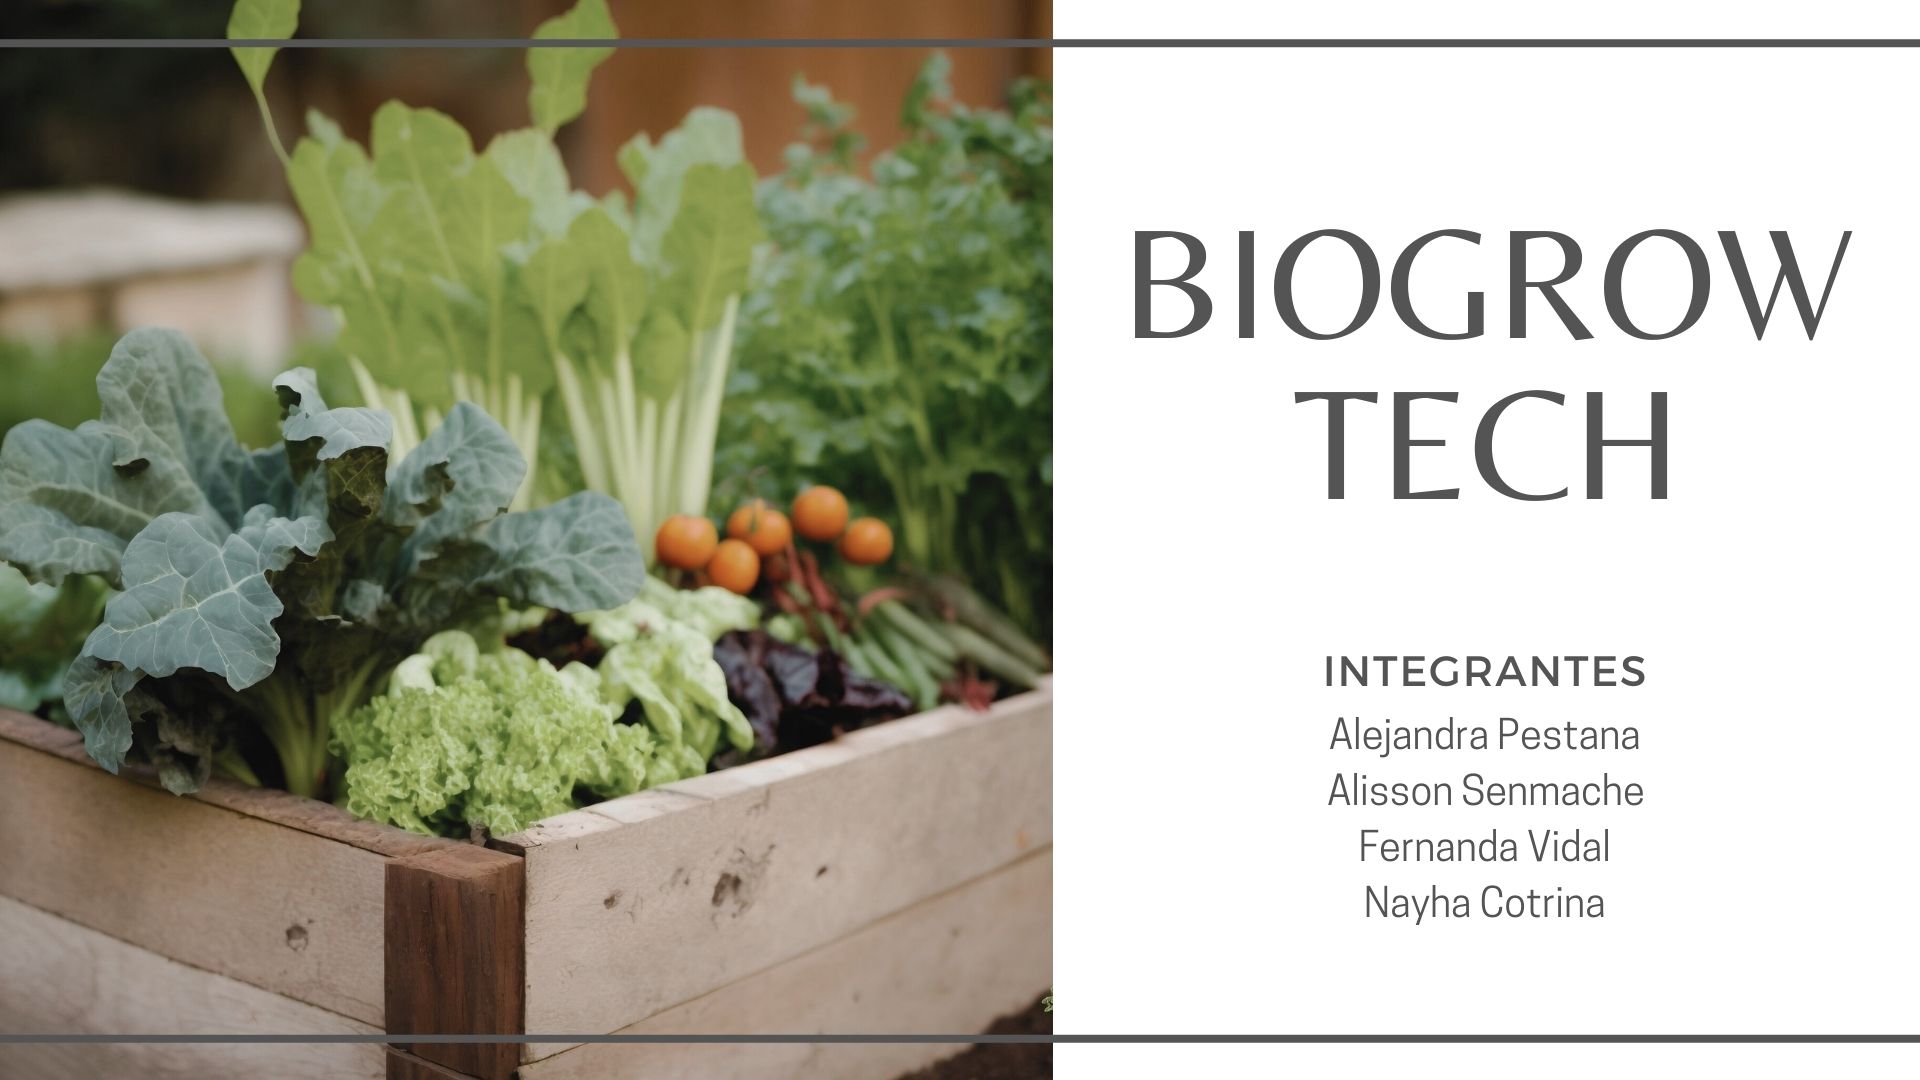 BIOGROW
TECH
INTEGRANTES
Alejandra Pestana
Alisson Senmache
Fernanda Vidal
Nayha Cotrina